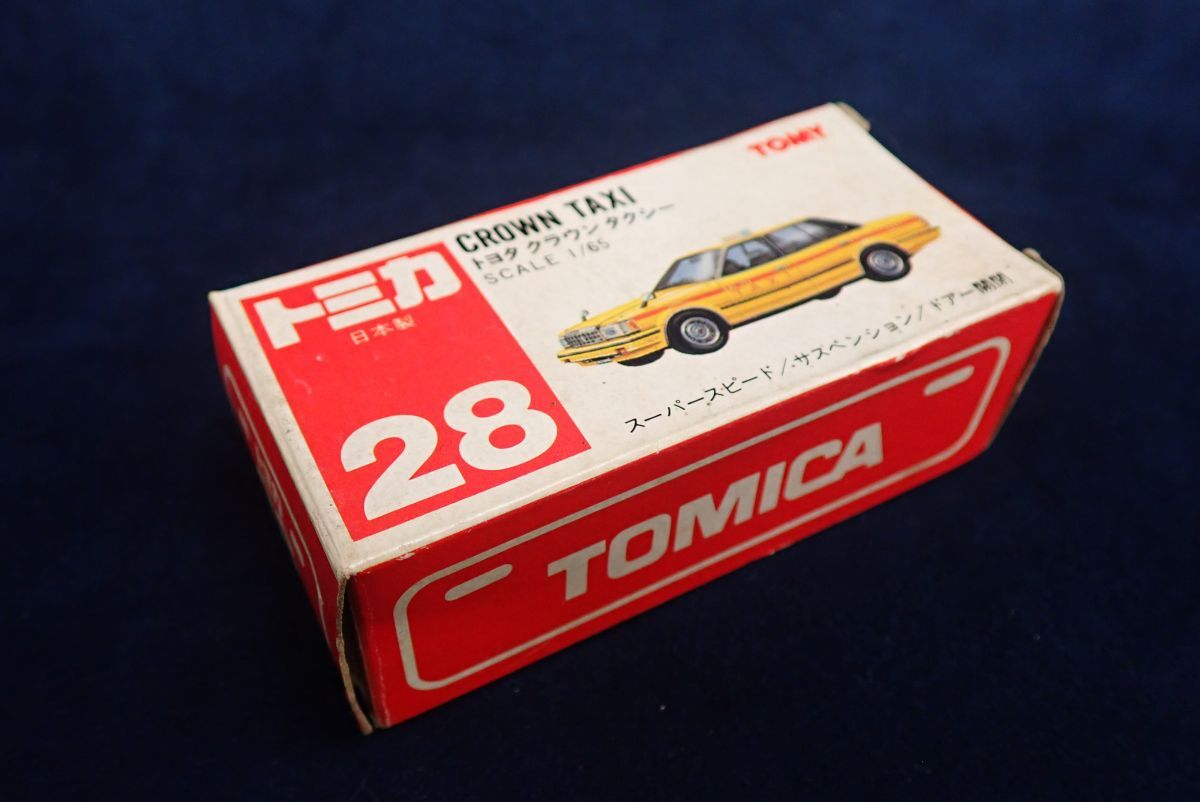 TOMY
CROWN TAXI
トヨタ クラウン タクシー
SCALE 1/65
トミカ
日本製
28
スーパースピード/サスペンション/ドアー開閉
TOMICA